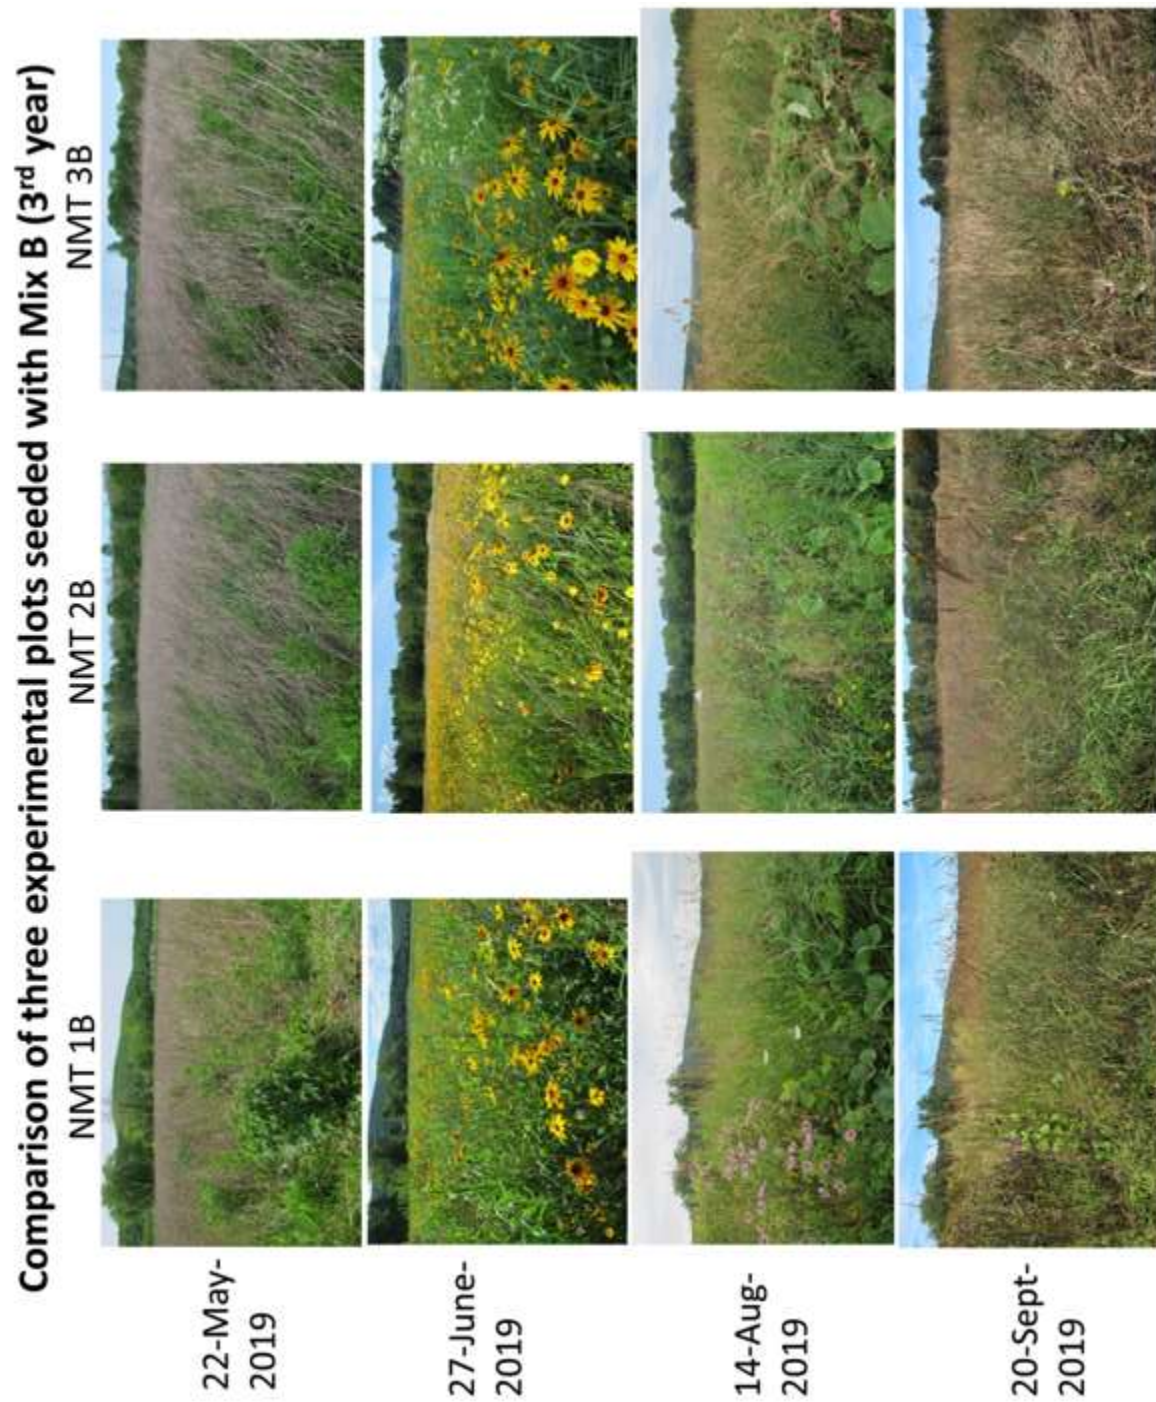 Comparison of three experimental plots seeded with Mix B (3rd year)
NMT 1B NMT 2B NMT 3B
22-May-
2019
27-June-
2019
14-Aug-
2019
20-Sept-
2019